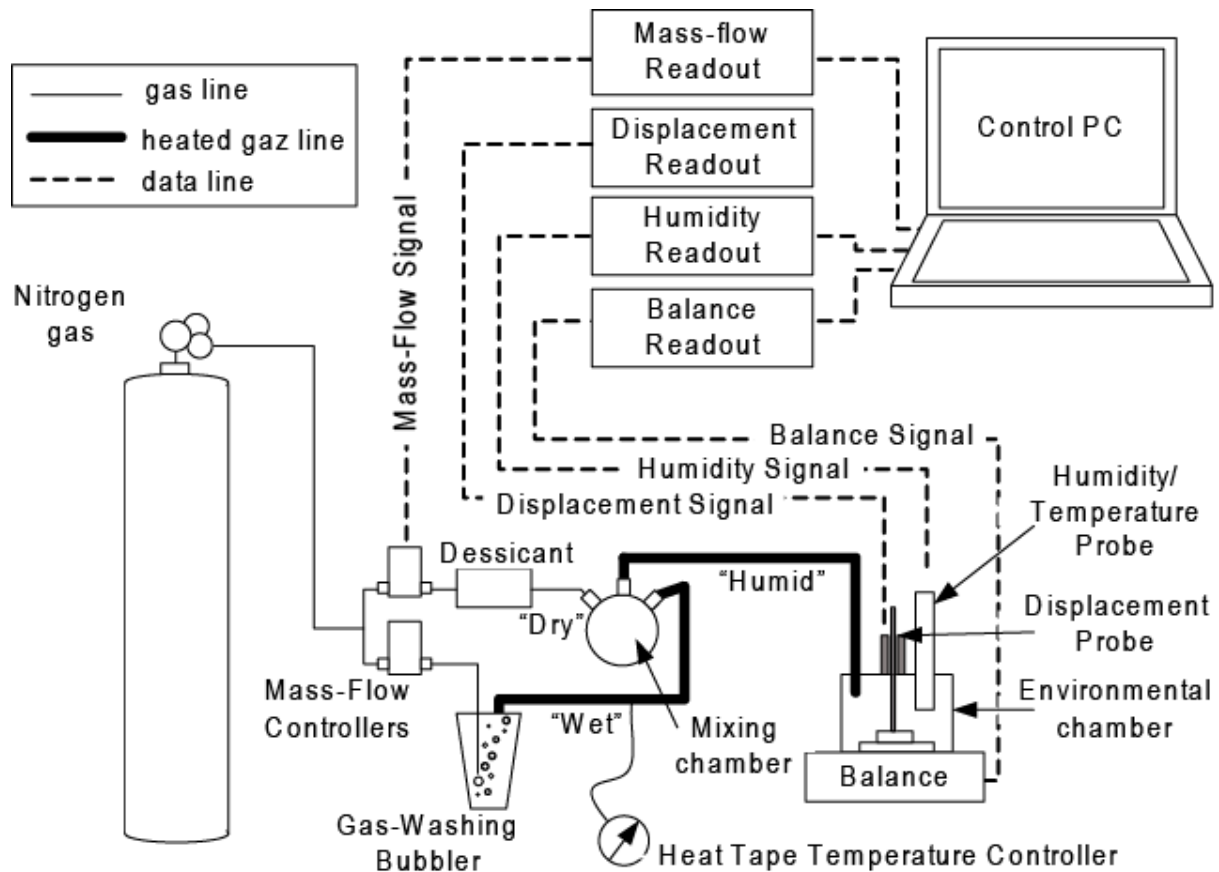 Mass-flow
Readout
gas line
heated gaz line
data line
Displacement
Readout
Control PC
Humidity
Readout
Mass-Flow Signal
Nitrogen
gas
Balance
Readout
Balance Signal
Humidity Signal
Displacement Signal
Humidity/
Temperature
Probe
Dessicant
"Humid"
"Dry"
Displacement
Probe
Mass-Flow
Controllers
"Wet"
Mixing
chamber
Environmental
chamber
Balance
Gas-Washing
Bubbler
Heat Tape Temperature Controller